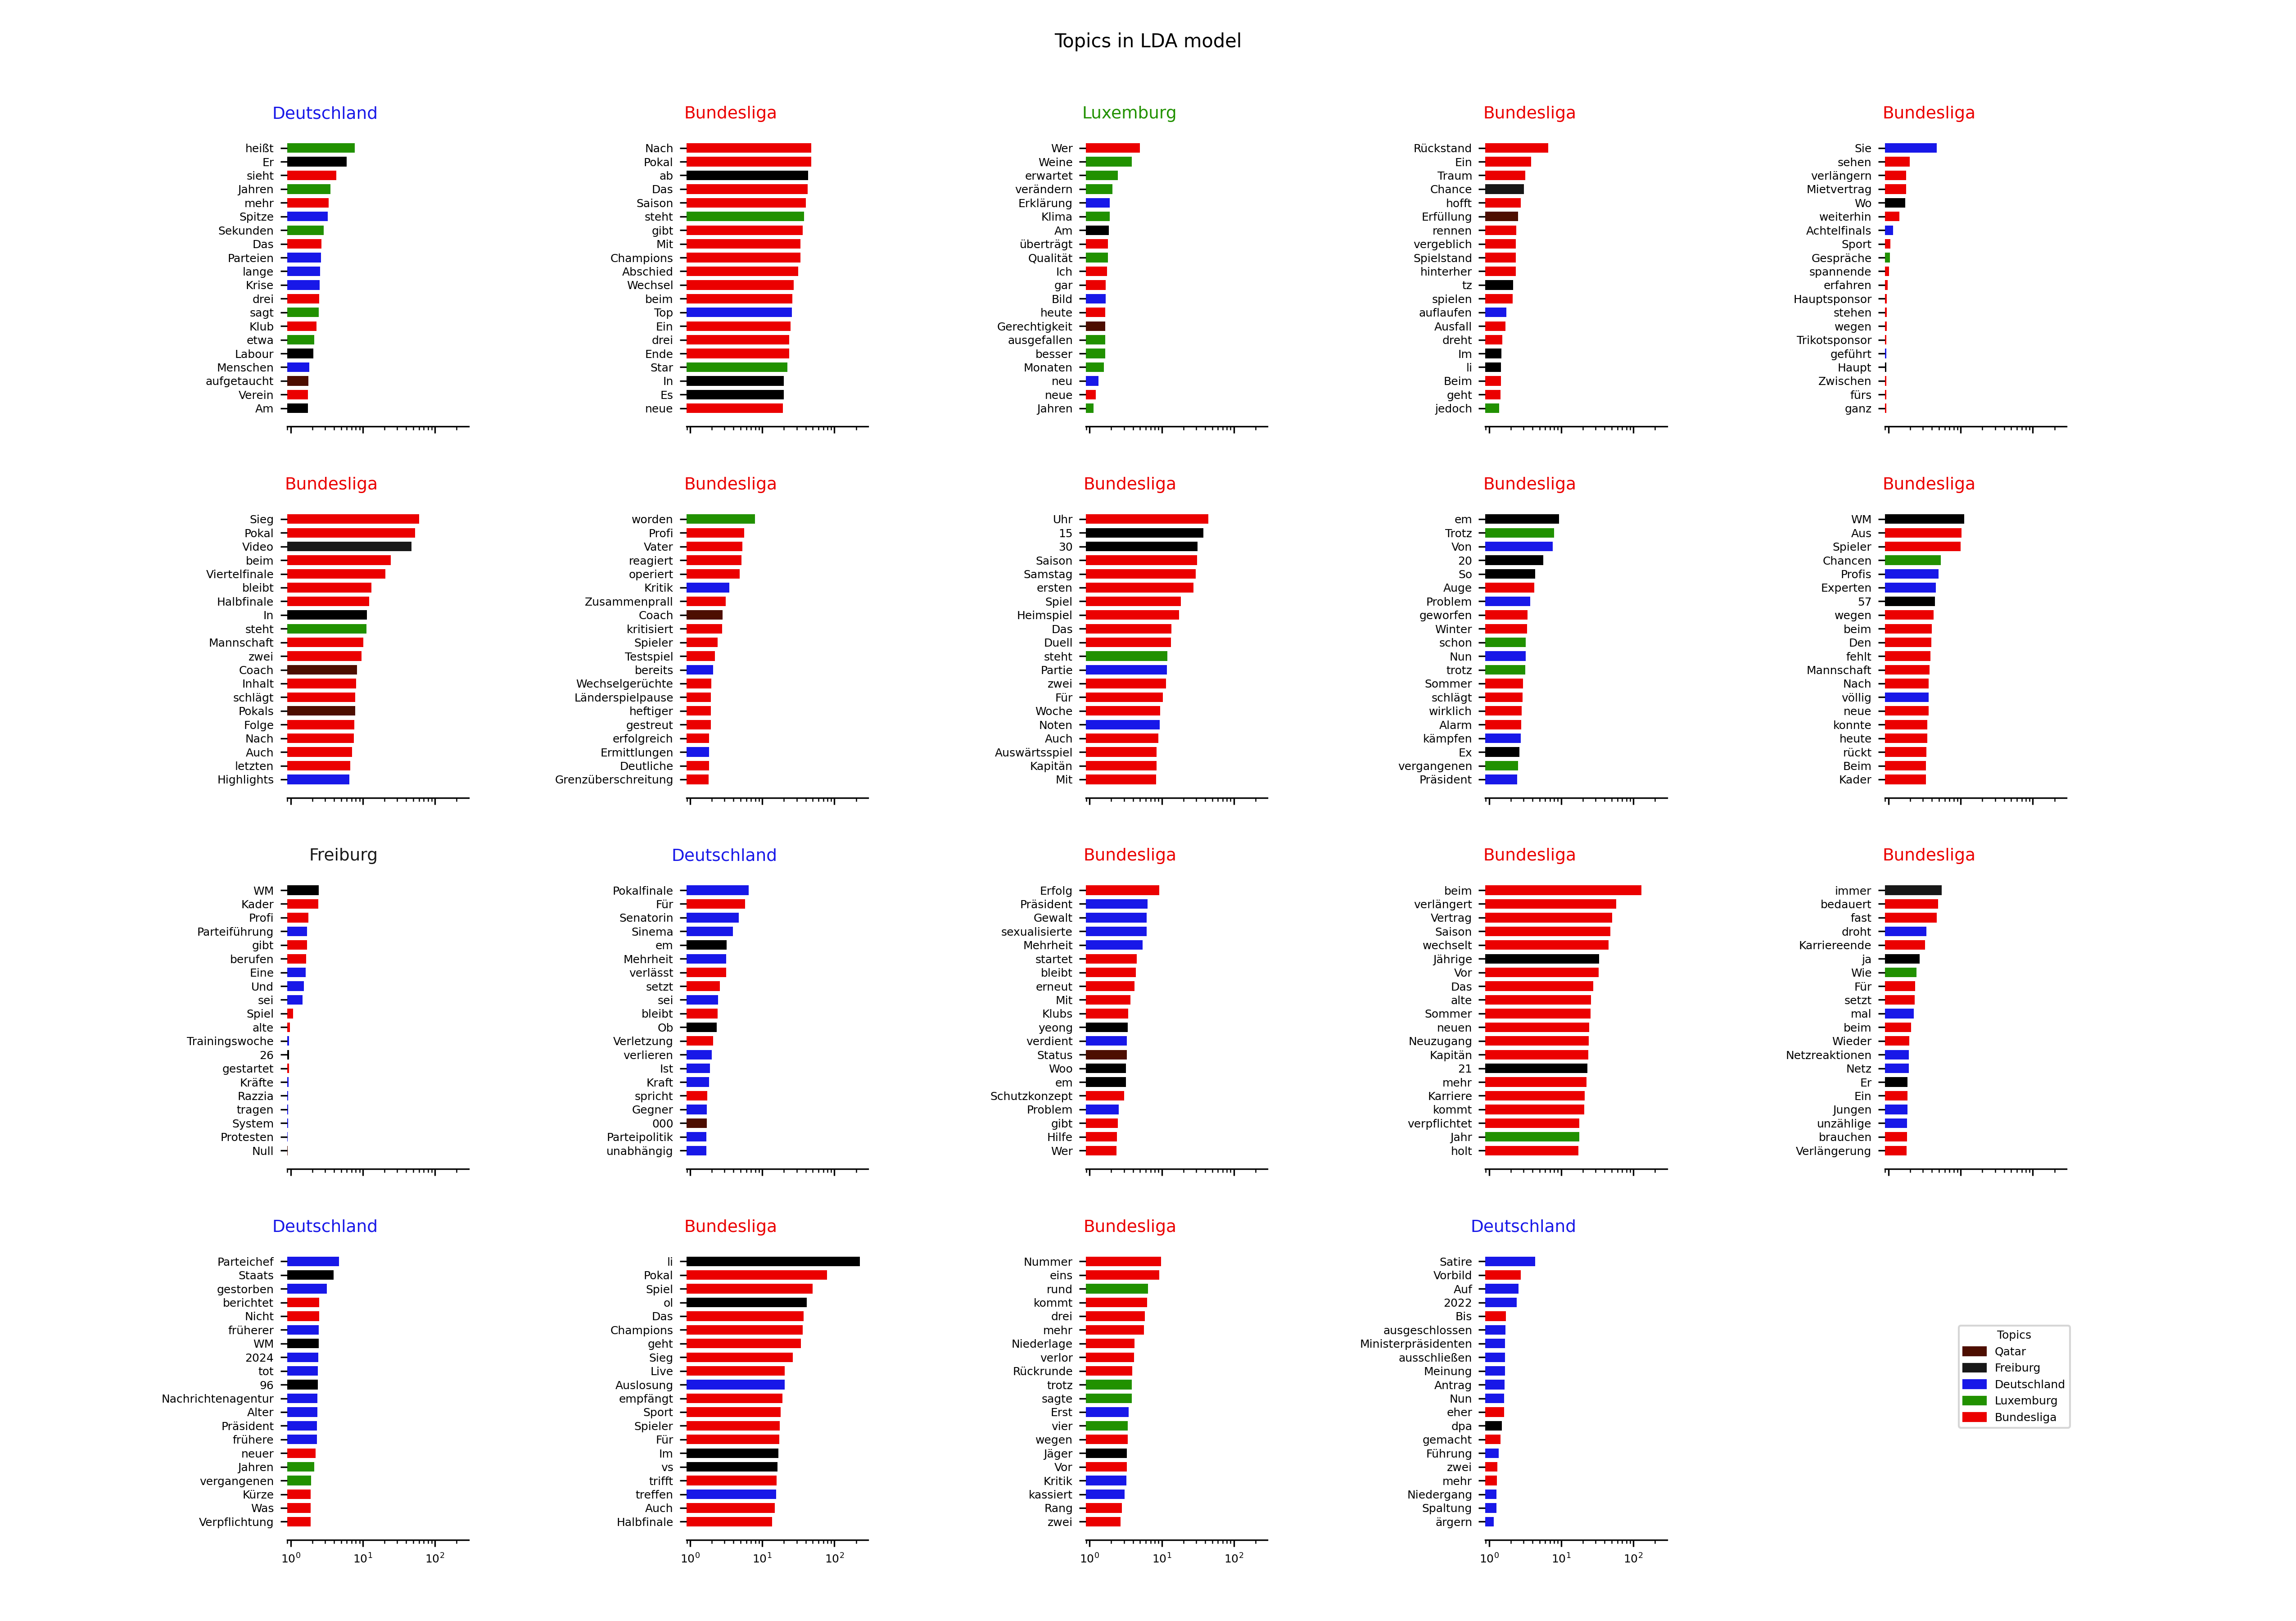 Topics in LDA model
Deutschland
heißt
Er
sieht
Jahren
mehr
Spitze
Sekunden
Das
Parteien
lange
Krise
drei
sagt
Klub
etwa
Labour
Menschen
aufgetaucht
Verein
Am
Bundesliga
Nach
Pokal
ab
Das
Saison
steht
gibt
Mit
Champions
Abschied
Wechsel
beim
Top
Ein
drei
Ende
Star
In
Es
neue
Luxemburg
Wer
Weine
erwartet
verändern
Erklärung
Klima
Am
überträgt
Qualität
Ich
gar
Bild
heute
Gerechtigkeit
ausgefallen
besser
Monaten
neu
neue
Jahren
Bundesliga
Rückstand
Ein
Traum
Chance
hofft
Erfüllung
rennen
vergeblich
Spielstand
hinterher
tz
spielen
auflaufen
Ausfall
dreht
Im
li
Beim
geht
jedoch
Bundesliga
Sie
sehen
verlängern
Mietvertrag
Wo
weiterhin
Achtelfinals
Sport
Gespräche
spannende
erfahren
Hauptsponsor
stehen
wegen
Trikotsponsor
geführt
Haupt
Zwischen
fürs
ganz
Bundesliga
Sieg
Pokal
Video
beim
Viertelfinale
bleibt
Halbfinale
In
steht
Mannschaft
zwei
Coach
Inhalt
schlägt
Pokals
Folge
Nach
Auch
letzten
Highlights
Bundesliga
worden
Profi
Vater
reagiert
operiert
Kritik
Zusammenprall
Coach
kritisiert
Spieler
Testspiel
bereits
Wechselgerüchte
Länderspielpause
heftiger
gestreut
erfolgreich
Ermittlungen
Deutliche
Grenzüberschreitung
Bundesliga
Uhr
15
30
Saison
Samstag
ersten
Spiel
Heimspiel
Das
Duell
steht
Partie
zwei
Für
Woche
Noten
Auch
Auswärtsspiel
Kapitän
Mit
Bundesliga
em
Trotz
Von
20
So
Auge
Problem
geworfen
Winter
schon
Nun
trotz
Sommer
schlägt
wirklich
Alarm
kämpfen
Ex
vergangenen
Präsident
Bundesliga
WM
Aus
Spieler
Chancen
Profis
Experten
57
wegen
beim
Den
fehlt
Mannschaft
Nach
völlig
neue
konnte
heute
rückt
Beim
Kader
Freiburg
WM
Kader
Profi
Parteiführung
gibt
berufen
Eine
Und
sei
Spiel
alte
Trainingswoche
26
gestartet
Kräfte
Razzia
tragen
System
Protesten
Null
Deutschland
Pokalfinale
Für
Senatorin
Sinema
em
Mehrheit
verlässt
setzt
sei
bleibt
Ob
Verletzung
verlieren
Ist
Kraft
spricht
Gegner
000
Parteipolitik
unabhängig
Bundesliga
Erfolg
Präsident
Gewalt
sexualisierte
Mehrheit
startet
bleibt
erneut
Mit
Klubs
yeong
verdient
Status
Woo
em
Schutzkonzept
Problem
gibt
Hilfe
Wer
Bundesliga
beim
verlängert
Vertrag
Saison
wechselt
Jährige
Vor
Das
alte
Sommer
neuen
Neuzugang
Kapitän
21
mehr
Karriere
kommt
verpflichtet
Jahr
holt
Bundesliga
immer
bedauert
fast
droht
Karriereende
ja
Wie
Für
setzt
mal
beim
Wieder
Netzreaktionen
Netz
Er
Ein
Jungen
unzählige
brauchen
Verlängerung
Deutschland
Parteichef
Staats
gestorben
berichtet
Nicht
früherer
WM
2024
tot
96
Nachrichtenagentur
Alter
Präsident
frühere
neuer
Jahren
vergangenen
Kürze
Was
Verpflichtung
10⁰ 10¹ 10²
Bundesliga
li
Pokal
Spiel
ol
Das
Champions
geht
Sieg
Live
Auslosung
empfängt
Sport
Spieler
Für
Im
vs
trifft
treffen
Auch
Halbfinale
10⁰ 10¹ 10²
Bundesliga
Nummer
eins
rund
kommt
drei
mehr
Niederlage
verlor
Rückrunde
trotz
sagte
Erst
vier
wegen
Jäger
Vor
Kritik
kassiert
Rang
zwei
10⁰ 10¹ 10²
Deutschland
Satire
Vorbild
Auf
2022
Bis
ausgeschlossen
Ministerpräsidenten
ausschließen
Meinung
Antrag
Nun
eher
dpa
gemacht
Führung
zwei
mehr
Niedergang
Spaltung
ärgern
10⁰ 10¹ 10²
Topics
Qatar
Freiburg
Deutschland
Luxemburg
Bundesliga